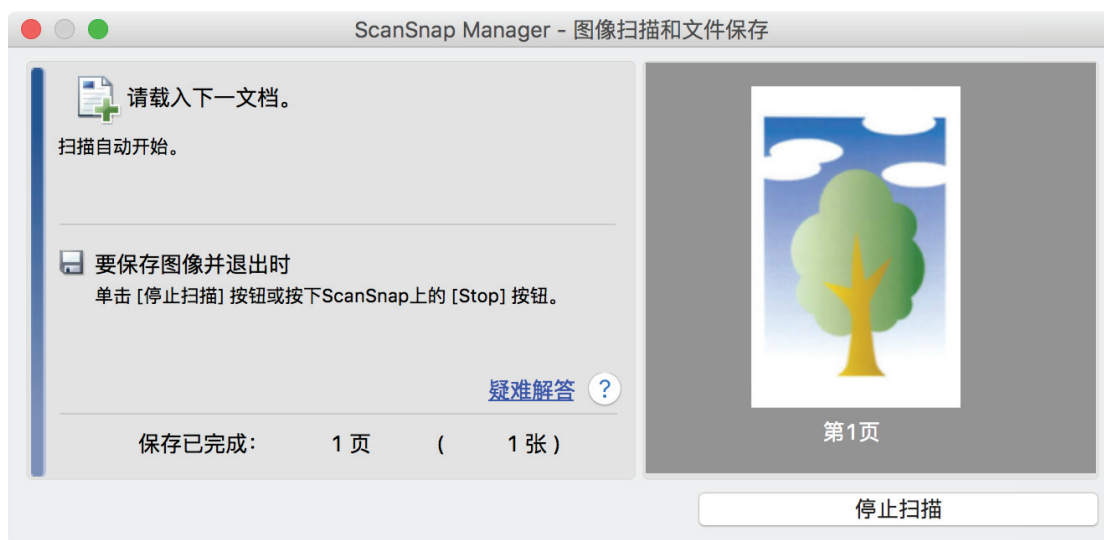 ScanSnap Manager - 图像扫描和文件保存
请载入下一文档。
扫描自动开始。
要保存图像并退出时
单击 [停止扫描] 按钮或按下ScanSnap上的 [Stop] 按钮。
疑难解答 ?
保存已完成: 1 页 ( 1 张 )
第1页
停止扫描